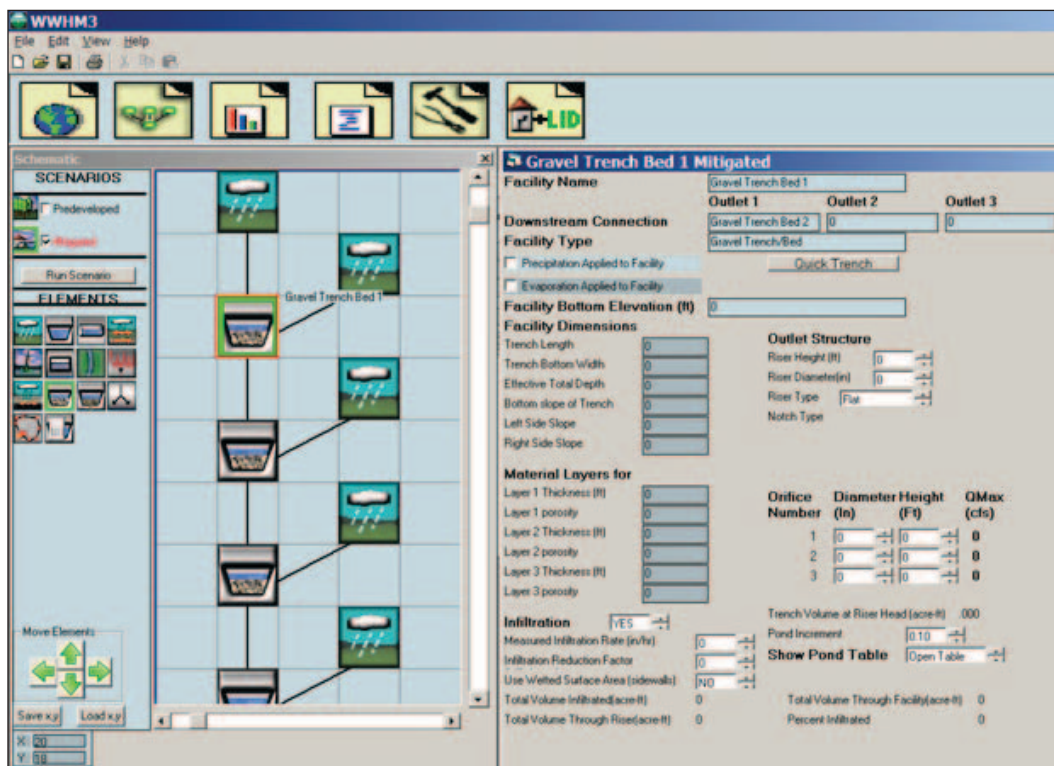 WWHM3
File Edit View Help
+LID
Schematic
SCENARIOS
Predeveloped
Run Scenario
ELEMENTS
Move Elements
Save x,y Load x,y
X: 20
Y: 18
Gravel Trench Bed 1
Gravel Trench Bed 1 Mitigated
Facility Name Gravel Trench Bed 1
Outlet 1 Outlet 2 Outlet 3
Downstream Connection Gravel Trench Bed 2 0 0
Facility Type Gravel Trench/Bed
Precipitation Applied to Facility Quick Trench
Evaporation Applied to Facility
Facility Bottom Elevation (ft) 0
Facility Dimensions
Trench Length 0
Trench Bottom Width 0
Effective Total Depth 0
Bottom slope of Trench 0
Left Side Slope 0
Right Side Slope 0
Outlet Structure
Riser Height (ft) 0
Riser Diameter(in) 0
Riser Type Flat
Notch Type
Material Layers for
Layer 1 Thickness (ft) 0
Layer 1 porosity 0
Layer 2 Thickness (ft) 0
Layer 2 porosity 0
Layer 3 Thickness (ft) 0
Layer 3 porosity 0
Orifice Diameter Height QMax
Number (In) (Ft) (cfs)
1 0 0 0
2 0 0 0
3 0 0 0
Infiltration YES
Measured Infiltration Rate (in/hr) 0
Infiltration Reduction Factor 0
Use Wetted Surface Area (sidewalls) NO
Total Volume Infiltrated(acre-ft) 0
Total Volume Through Riser(acre-ft) 0
Trench Volume at Riser Head (acre-ft) .000
Pond Increment 0.10
Show Pond Table Open Table
Total Volume Through Facility(acre-ft) 0
Percent Infiltrated 0